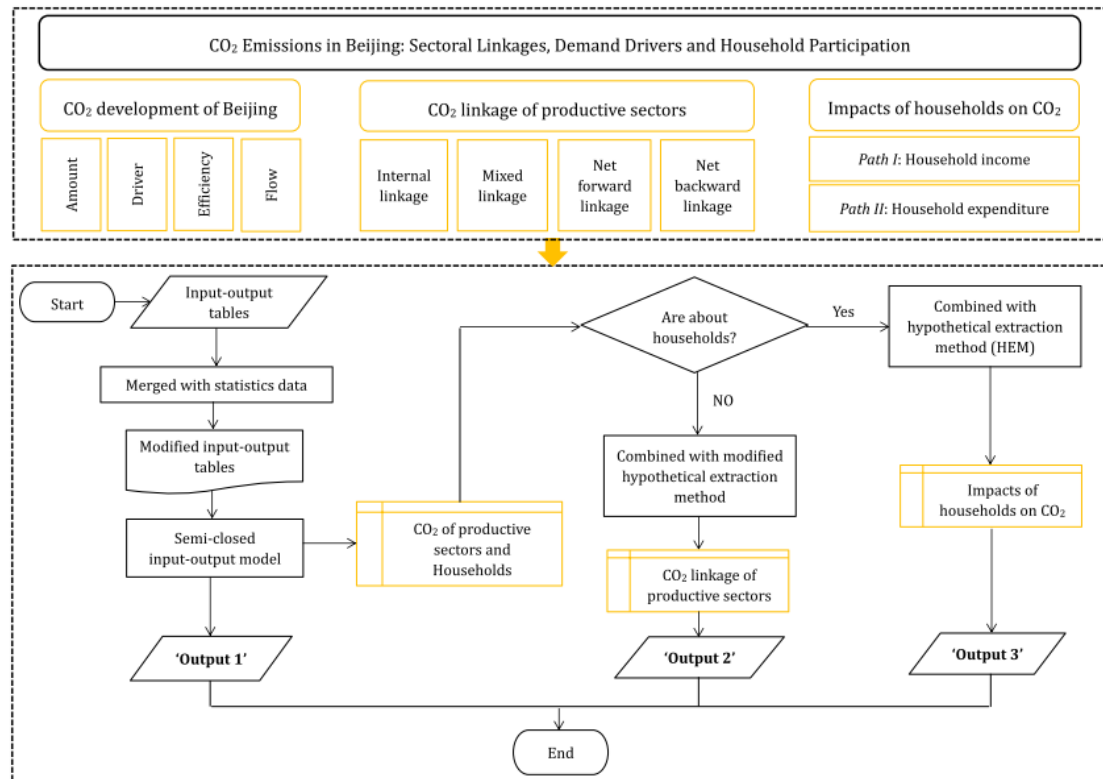 CO₂ Emissions in Beijing: Sectoral Linkages, Demand Drivers and Household Participation
CO₂ development of Beijing
Amount
Driver
Efficiency
Flow
CO₂ linkage of productive sectors
Internal
linkage
Mixed
linkage
Net
forward
linkage
Net
backward
linkage
Impacts of households on CO₂
Path I: Household income
Path II: Household expenditure
Start
Input-output
tables
Merged with statistics data
Modified input-output
tables
Semi-closed
input-output model
CO₂ of productive
sectors and
Households
Are about
households?
Yes
NO
Combined with
hypothetical extraction
method (HEM)
Combined with modified
hypothetical extraction
method
Impacts of
households on CO₂
CO₂ linkage of
productive sectors
'Output 1'
'Output 2'
'Output 3'
End